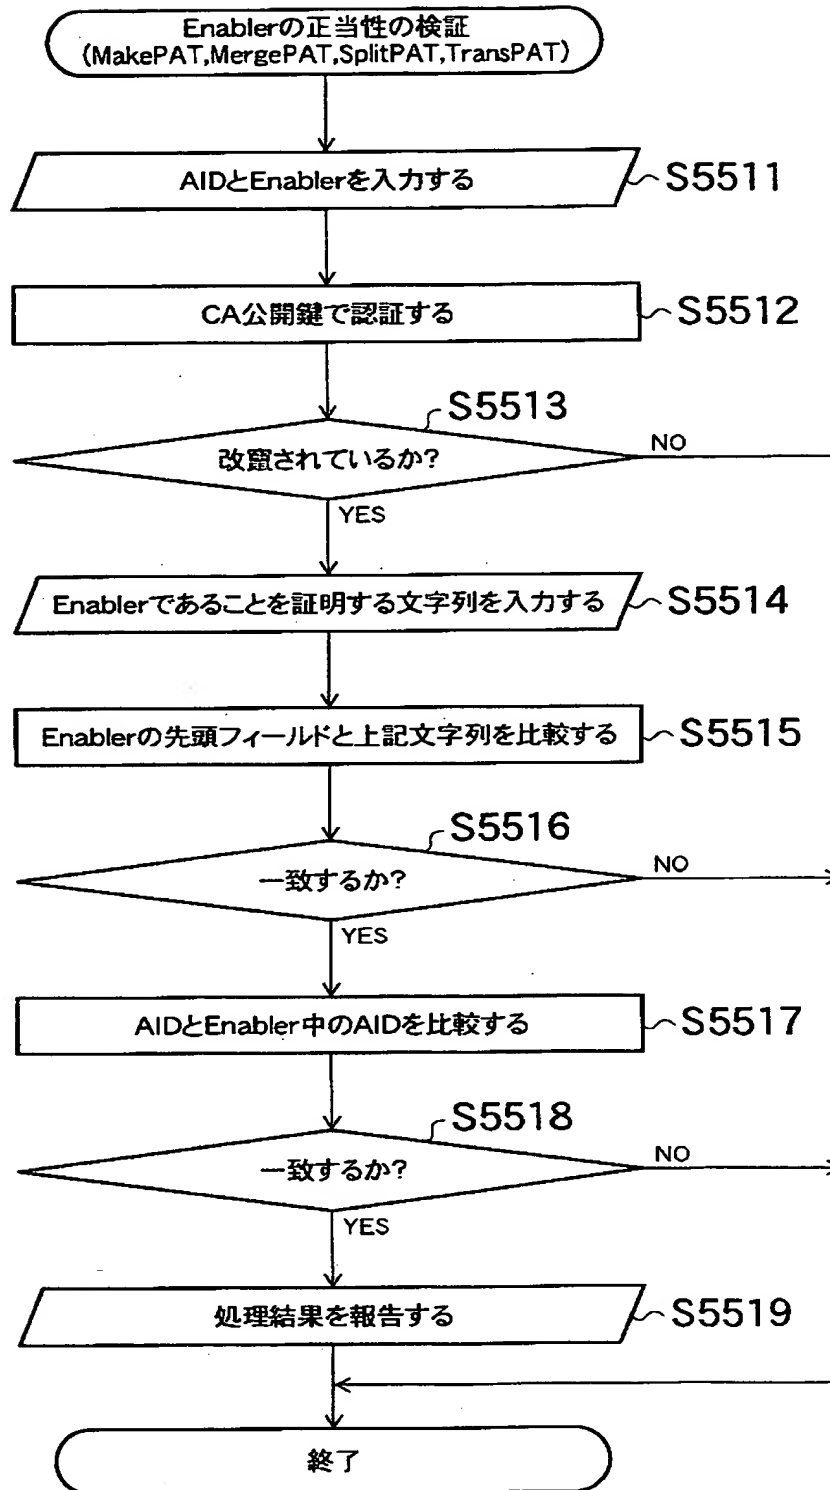 Enablerの正当性の検証
(MakePAT,MergePAT,SplitPAT,TransPAT)
AIDとEnablerを入力する
S5511
CA公開鍵で認証する
S5512
S5513
改竄されているか?
NO
YES
Enablerであることを証明する文字列を入力する
S5514
Enablerの先頭フィールドと上記文字列を比較する
S5515
S5516
一致するか?
NO
YES
AIDとEnabler中のAIDを比較する
S5517
S5518
一致するか?
NO
YES
処理結果を報告する
S5519
終了